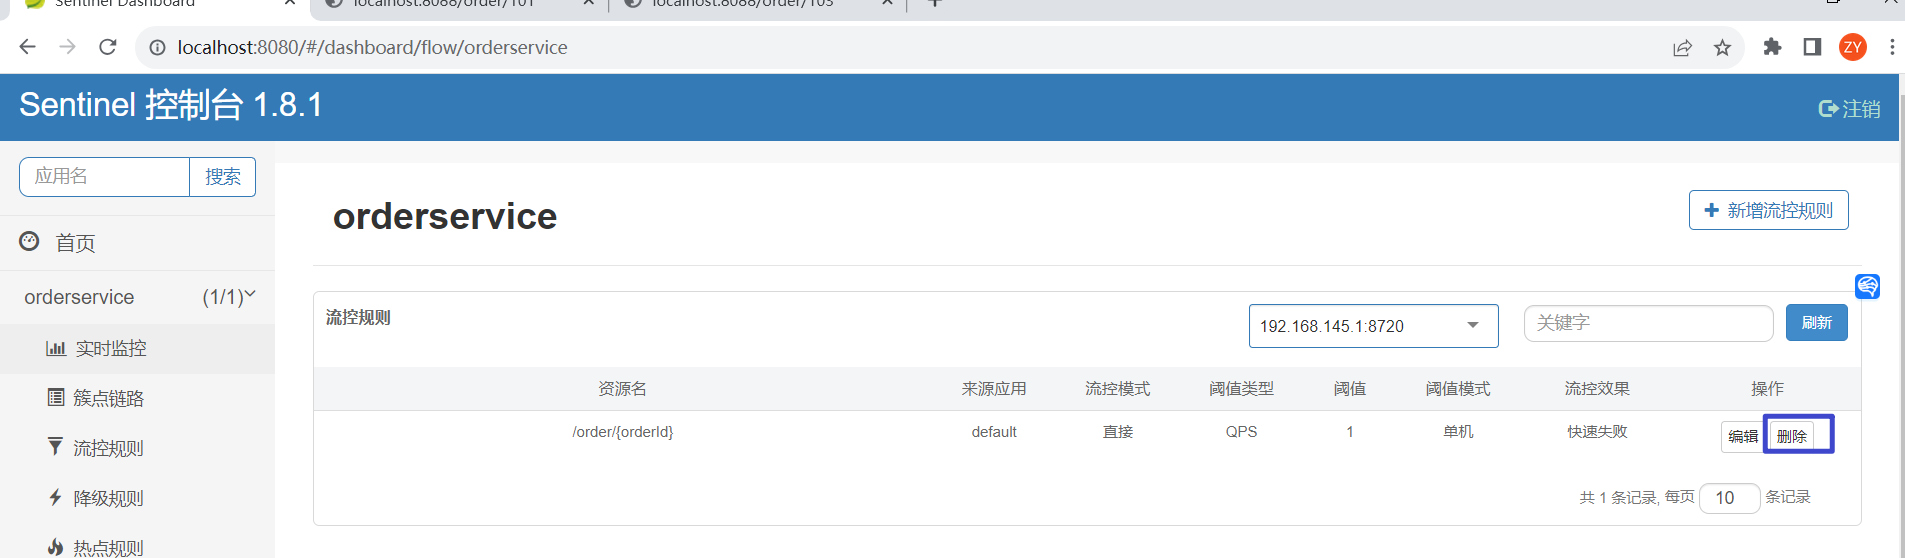 Sentinel Dashboard
localhost:8088/order/101
localhost:8088/order/103
localhost:8080/#/dashboard/flow/orderservice
ZY
Sentinel 控制台 1.8.1
注销
应用名
搜索
首页
orderservice (1/1)
实时监控
簇点链路
流控规则
降级规则
热点规则
orderservice
新增流控规则
流控规则
192.168.145.1:8720
关键字
刷新
资源名 来源应用 流控模式 阈值类型 阈值 阈值模式 流控效果 操作
/order/{orderId} default 直接 QPS 1 单机 快速失败 编辑 删除
共 1 条记录, 每页 10 条记录